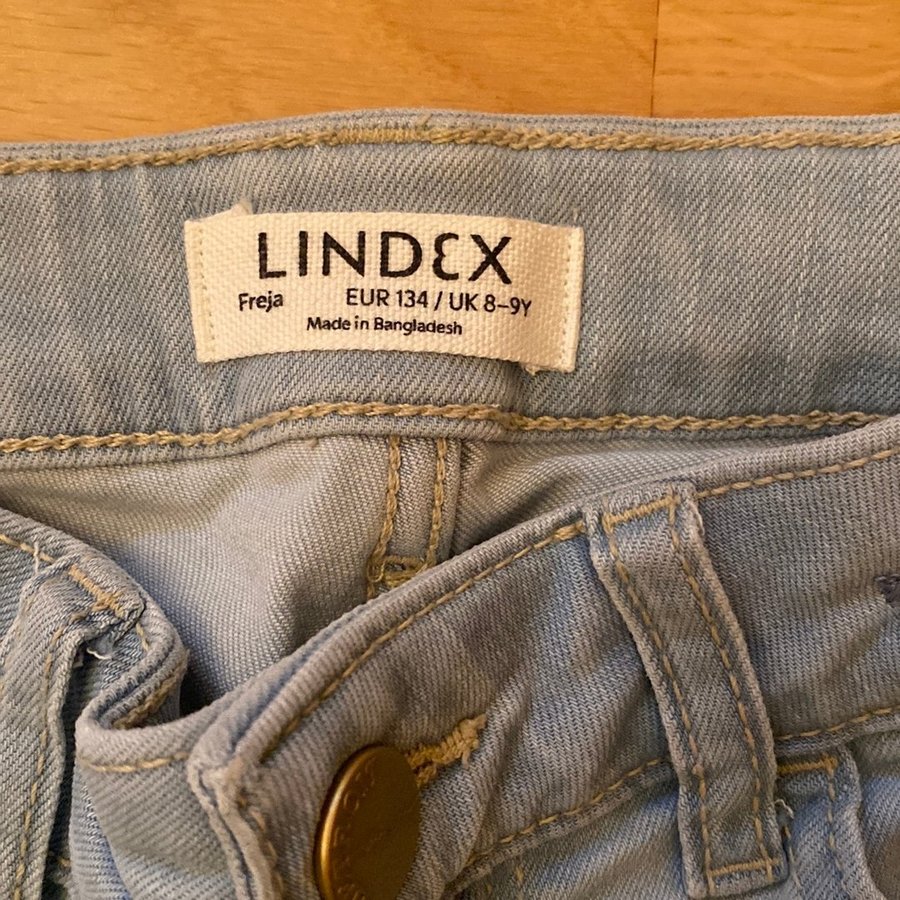 LINDEX
Freja EUR 134 / UK 8–9Y
Made in Bangladesh